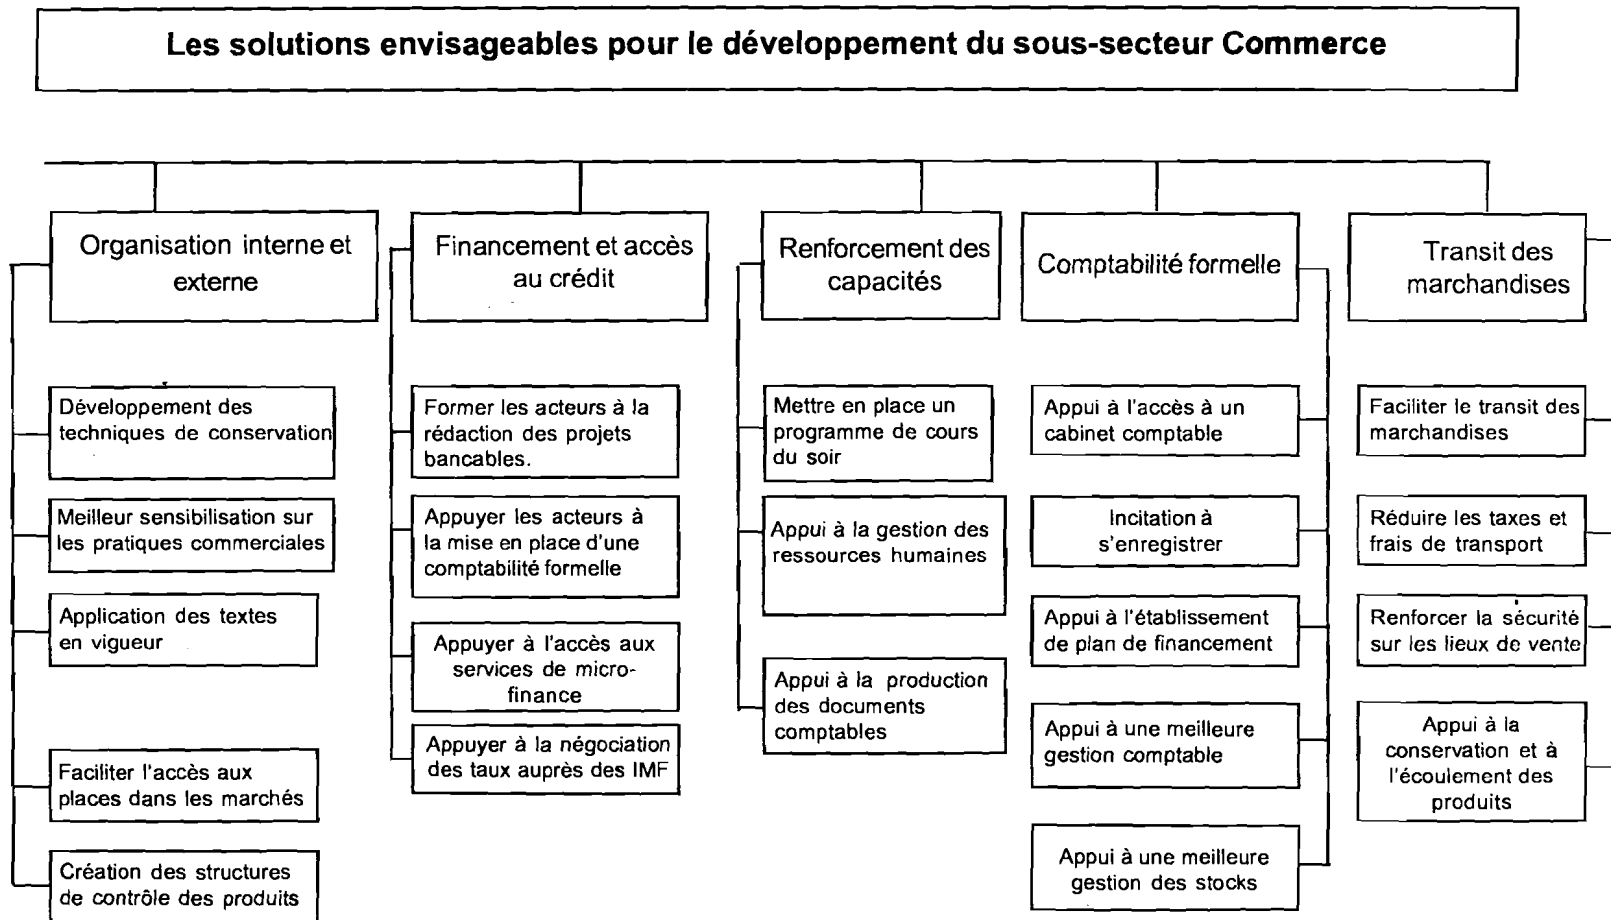 Les solutions envisageables pour le développement du sous-secteur Commerce
Organisation interne et
externe
Développement des
techniques de conservation
Meilleur sensibilisation sur
les pratiques commerciales
Application des textes
en vigueur
Faciliter l'accès aux
places dans les marchés
Création des structures
de contrôle des produits
Financement et accès
au crédit
Former les acteurs à la
rédaction des projets
bancables.
Appuyer les acteurs à
la mise en place d'une
comptabilité formelle
Appuyer à l'accès aux
services de micro-
finance
Appuyer à la négociation
des taux auprès des IMF
Renforcement des
capacités
Mettre en place un
programme de cours
du soir
Appui à la gestion des
ressources humaines
Appui à la production
des documents
comptables
Comptabilité formelle
Appui à l'accès à un
cabinet comptable
Incitation à
s'enregistrer
Appui à l'établissement
de plan de financement
Appui à une meilleure
gestion comptable
Appui à une meilleure
gestion des stocks
Transit des
marchandises
Faciliter le transit des
marchandises
Réduire les taxes et
frais de transport
Renforcer la sécurité
sur les lieux de vente
Appui à la
conservation et à
l'écoulement des
produits